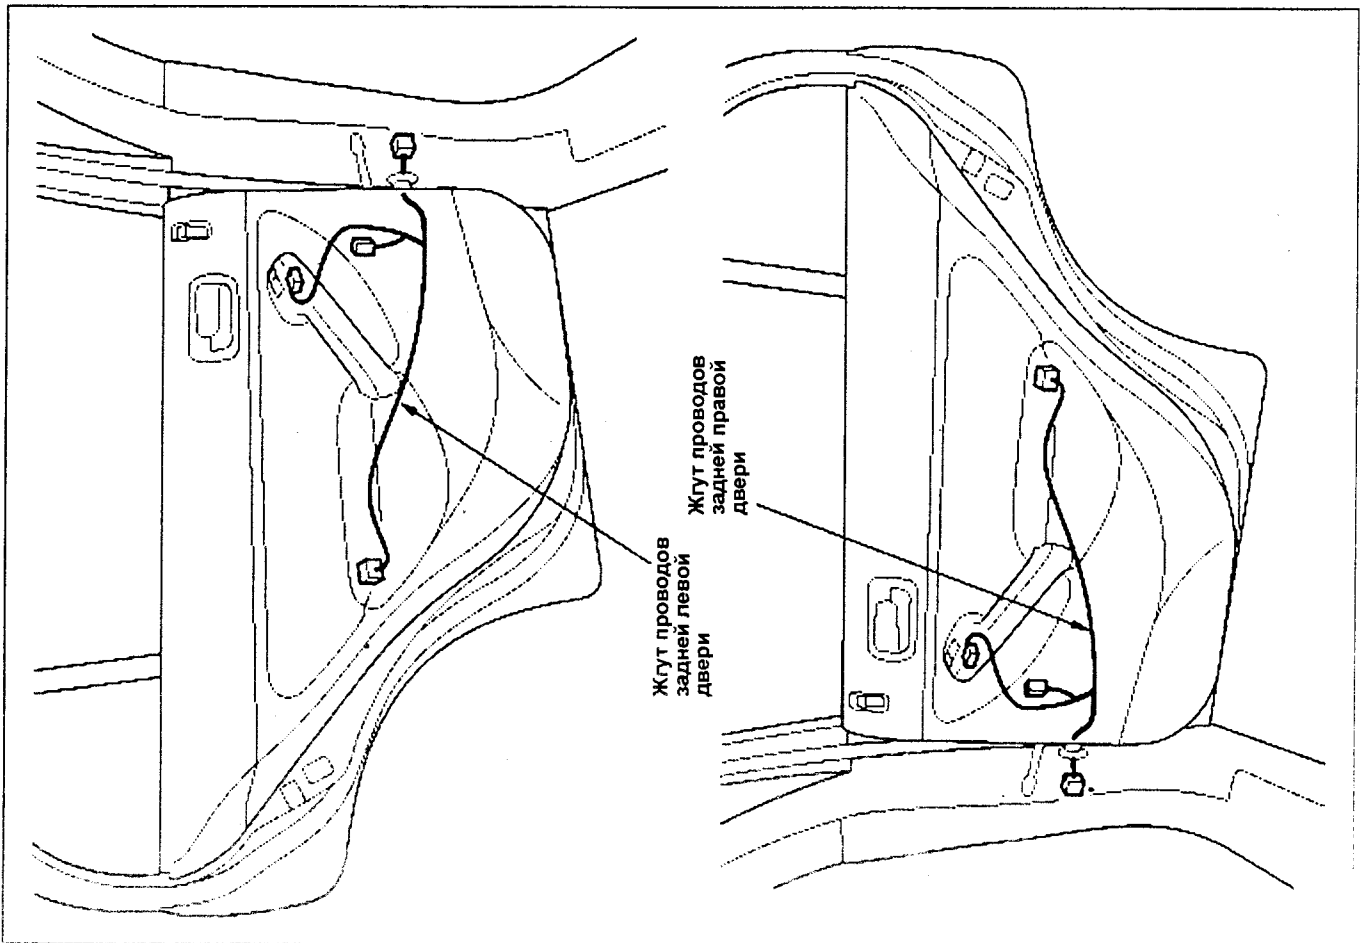 Жгут проводов
задней левой
двери
Жгут проводов
задней правой
двери